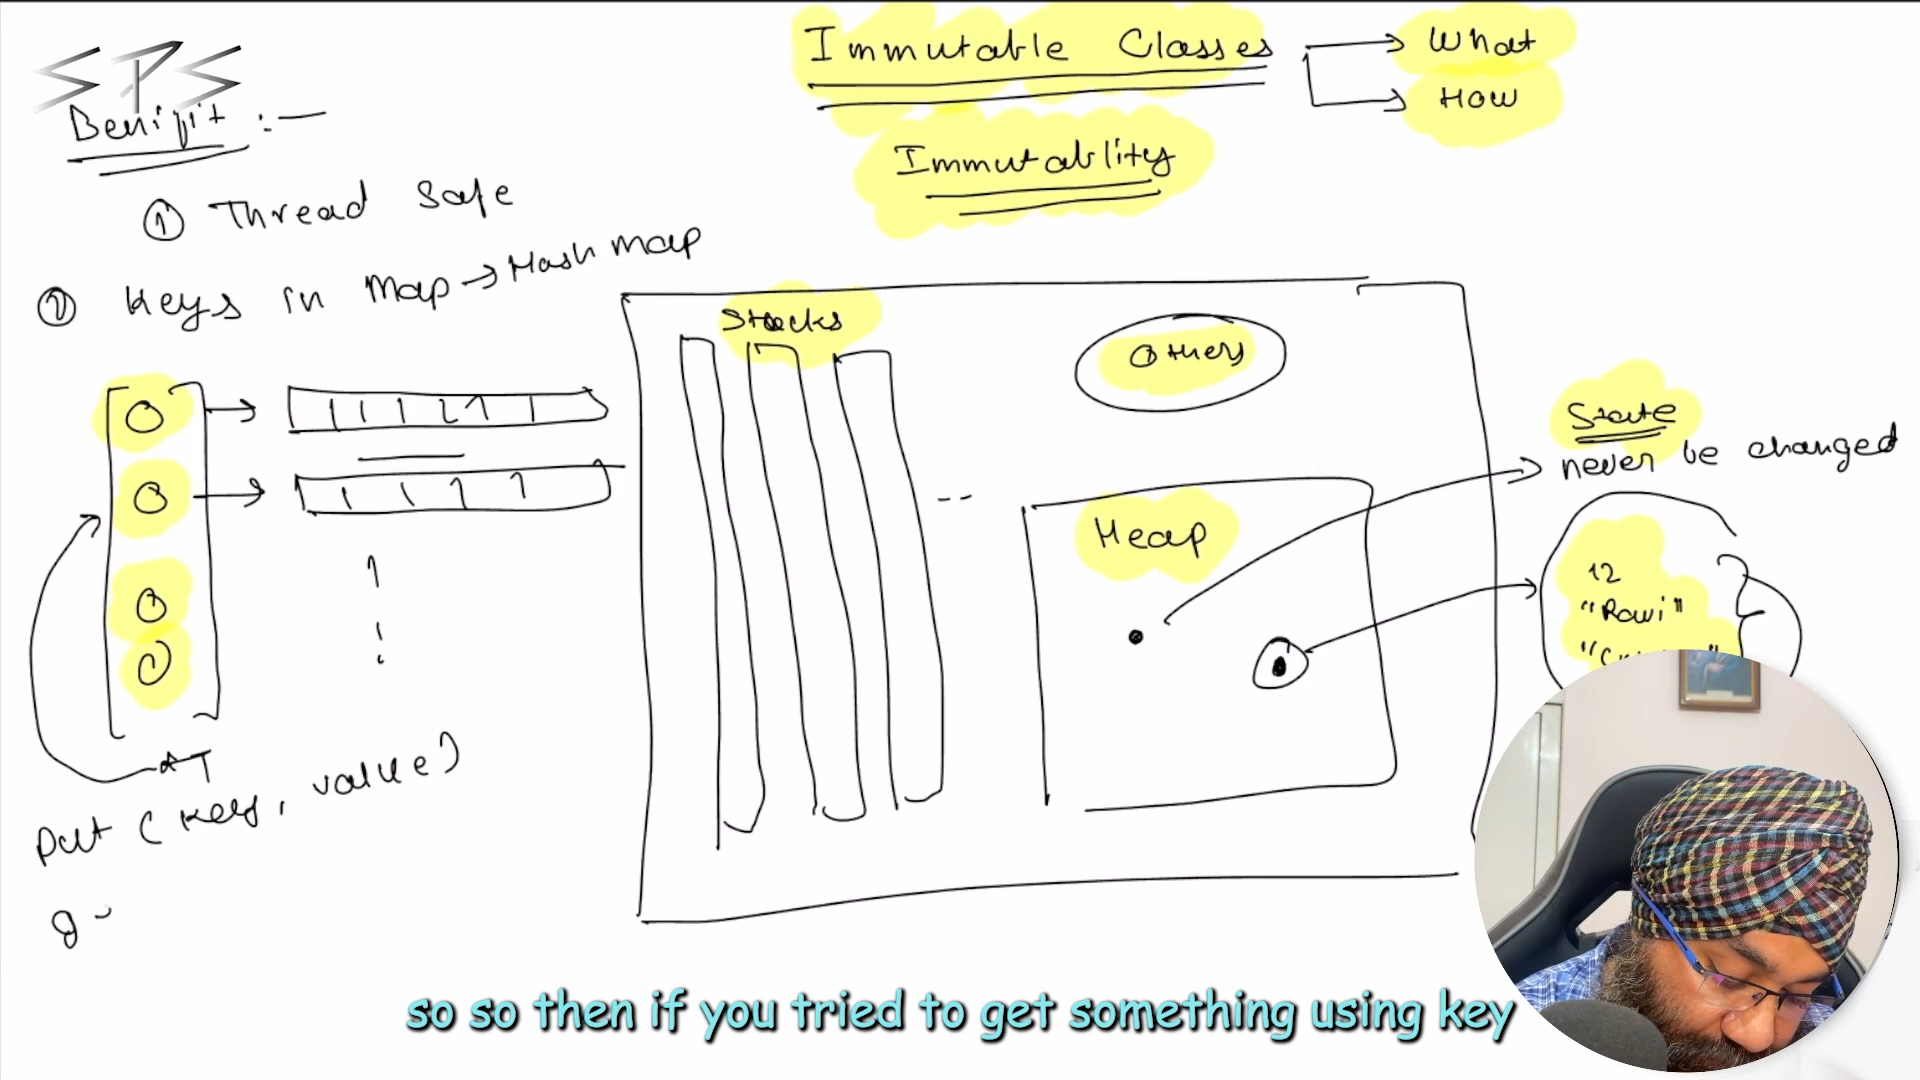 SPS
Immutable Classes
What
How
Immutability
Benifit :-
① Thread Safe
② Keys in Map → Hash map
Stacks
Others
Heap
State
never be changed
12
"Ravi"
Put (key, value)
so so then if you tried to get something using key